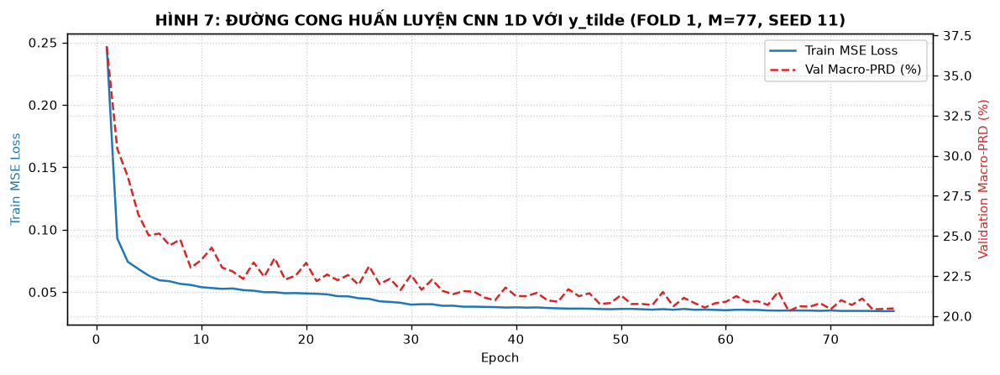 HÌNH 7: ĐƯỜNG CONG HUẤN LUYỆN CNN 1D VỚI y_tilde (FOLD 1, M=77, SEED 11)
Train MSE Loss
Val Macro-PRD (%)
Train MSE Loss
0.25
0.20
0.15
0.10
0.05
37.5
35.0
32.5
30.0
27.5
25.0
22.5
20.0
Validation Macro-PRD (%)
0 10 20 30 40 50 60 70
Epoch